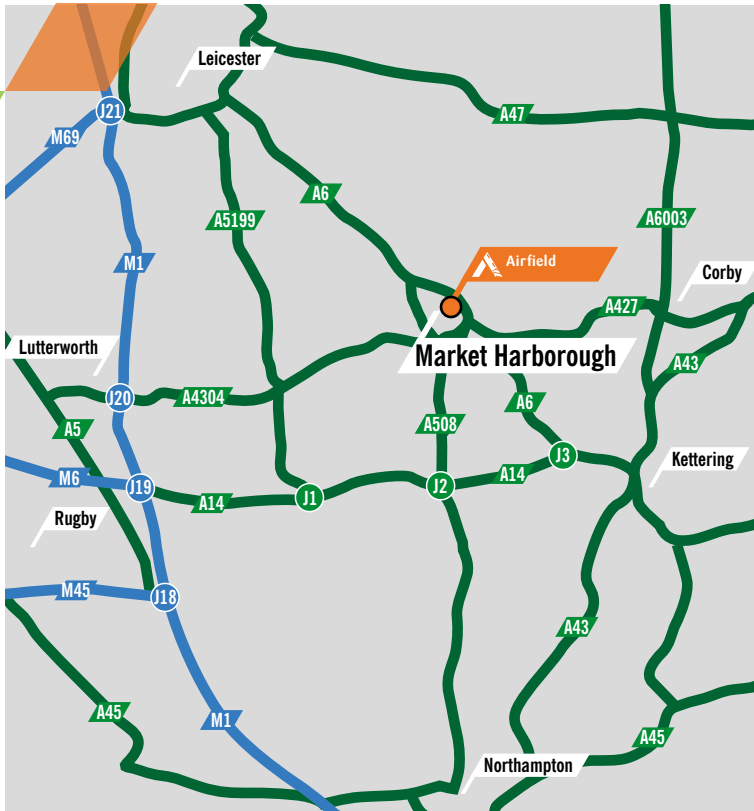 Leicester
J21
A47
M69
A6
A5199
A6003
M1
Airfield
Corby
A427
Lutterworth
Market Harborough
A43
J20
A4304
A6
A5
A508
J3
Kettering
M6
J19
A14
J2
A14
J1
Rugby
M45
J18
A43
A45
M1
A45
Northampton